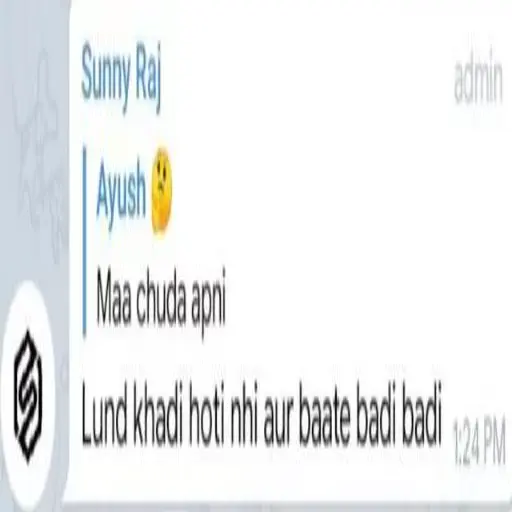 Sunny Raj admin
Ayush 🤔
Maa chuda apni
Lund khadi hoti nhi aur baate badi badi
1:24 PM